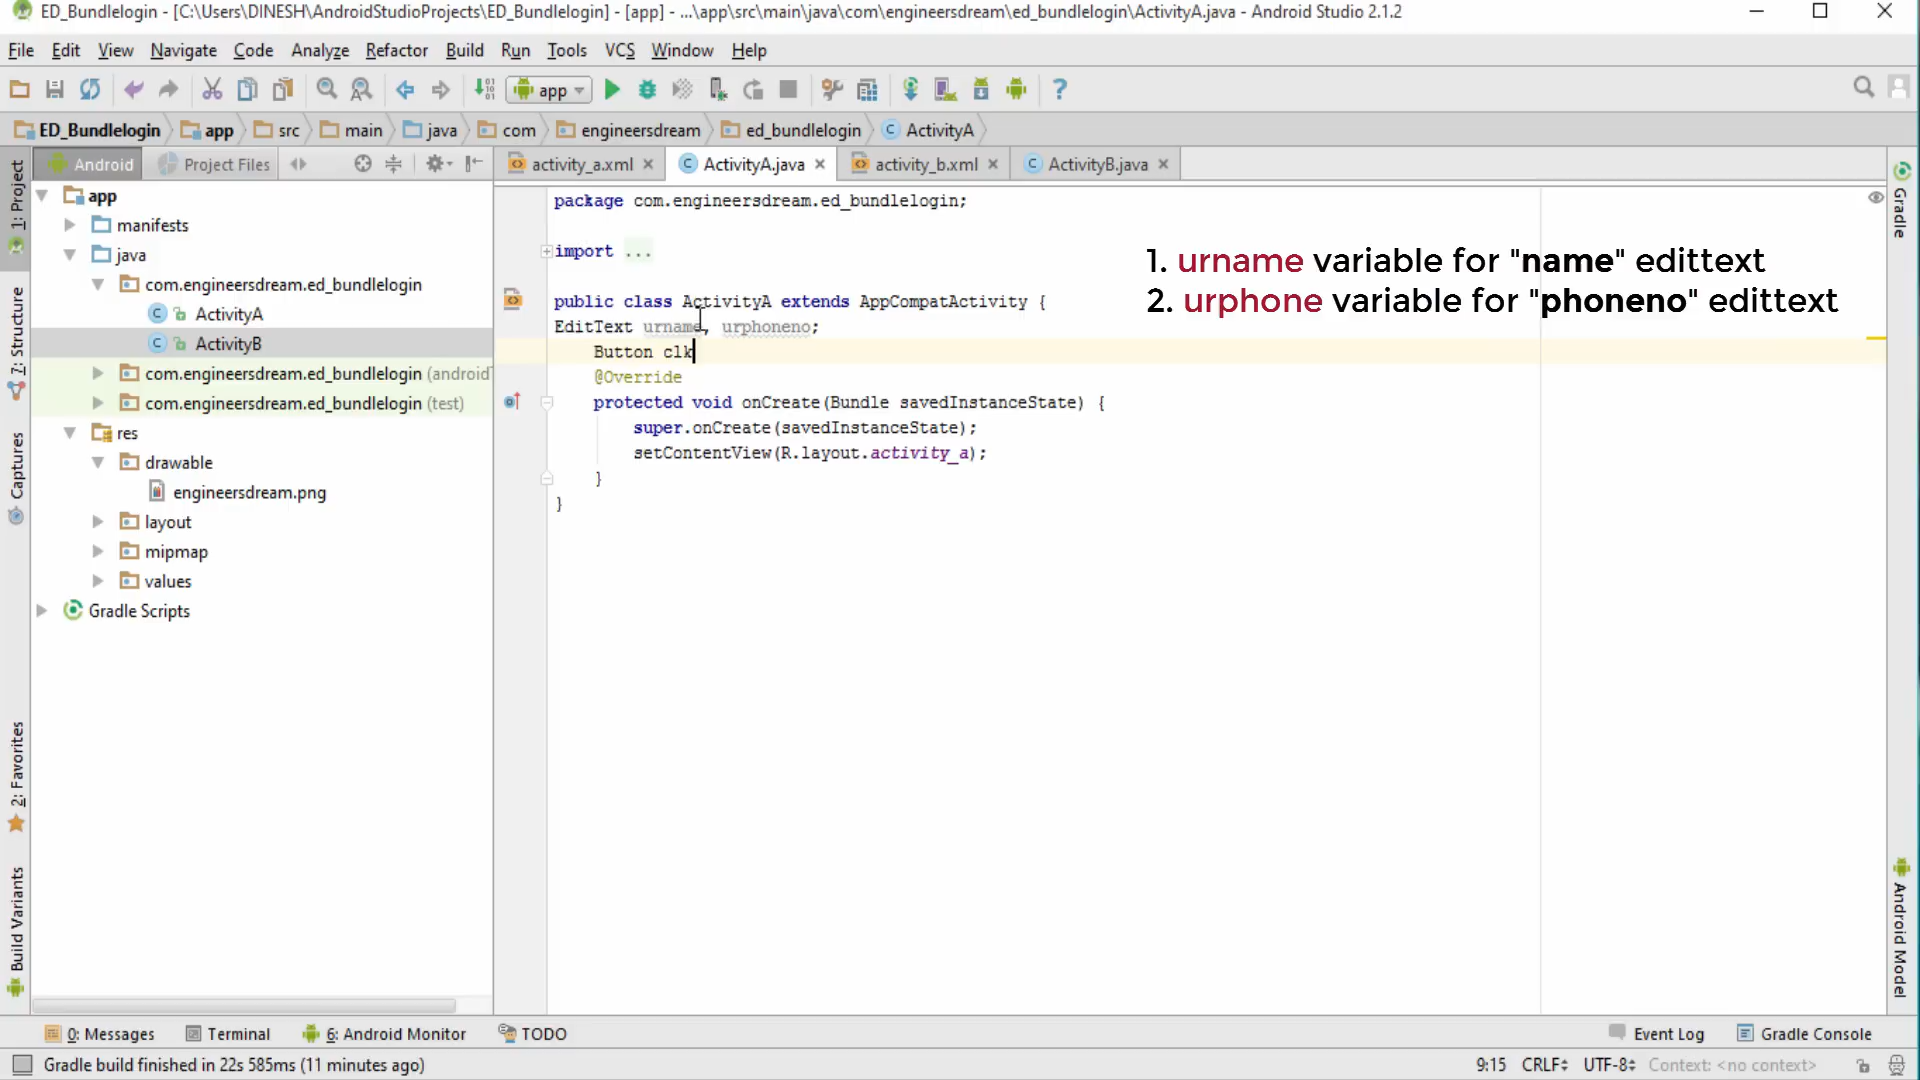 ED_Bundlelogin - [C:\Users\DINESH\AndroidStudioProjects\ED_Bundlelogin] - [app] - ...\app\src\main\java\com\engineersdream\ed_bundlelogin\ActivityA.java - Android Studio 2.1.2
File Edit View Navigate Code Analyze Refactor Build Run Tools VCS Window Help
app
ED_Bundlelogin app src main java com engineersdream ed_bundlelogin ActivityA
Android Project Files
activity_a.xml ActivityA.java activity_b.xml ActivityB.java
1: Project
7: Structure
Captures
2: Favorites
Build Variants
app
manifests
java
com.engineersdream.ed_bundlelogin
ActivityA
ActivityB
com.engineersdream.ed_bundlelogin (android
com.engineersdream.ed_bundlelogin (test)
res
drawable
engineersdream.png
layout
mipmap
values
Gradle Scripts
package com.engineersdream.ed_bundlelogin;
import ...
public class ActivityA extends AppCompatActivity {
EditText urname, urphoneno;
Button clk
@Override
protected void onCreate(Bundle savedInstanceState) {
super.onCreate(savedInstanceState);
setContentView(R.layout.activity_a);
}
}
1. urname variable for "name" edittext
2. urphone variable for "phoneno" edittext
Gradle
Android Model
0: Messages Terminal 6: Android Monitor TODO Event Log Gradle Console
Gradle build finished in 22s 585ms (11 minutes ago) 9:15 CRLF UTF-8 Context: <no context>